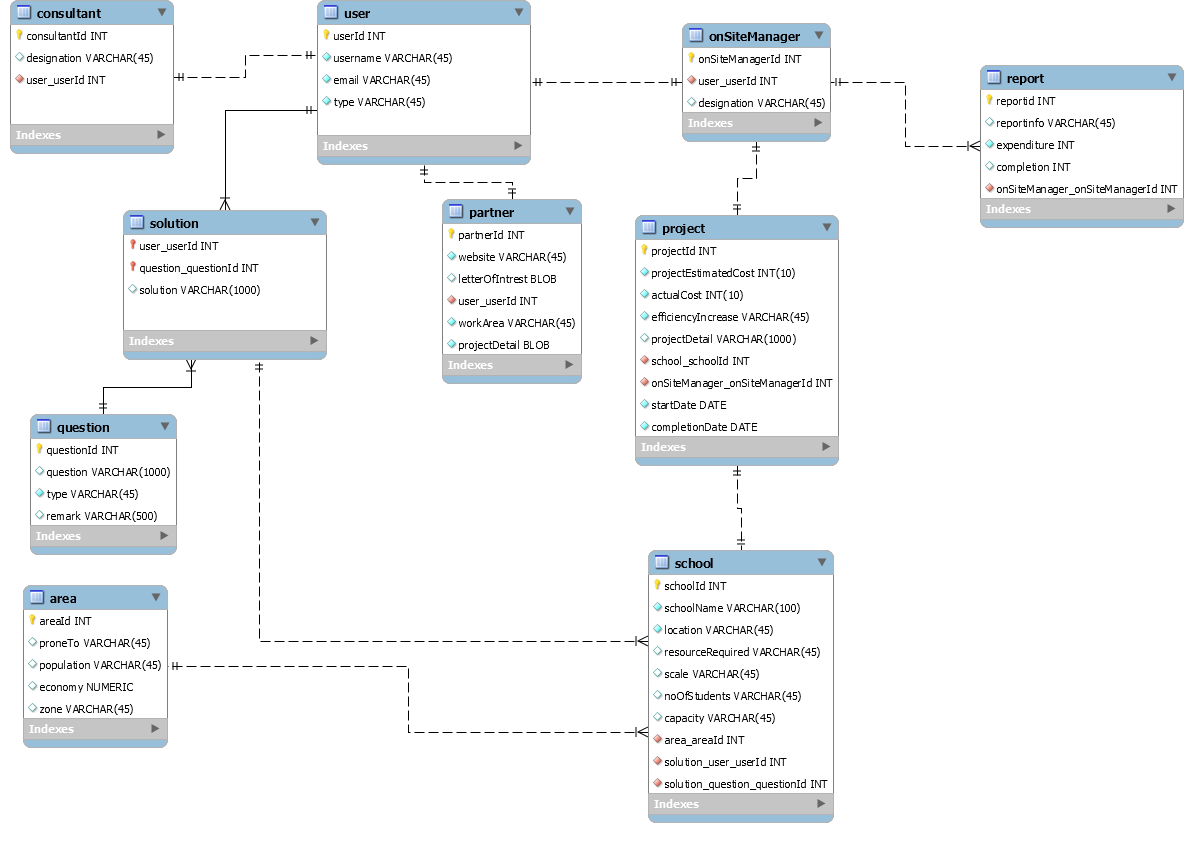 consultant
consultantId INT
designation VARCHAR(45)
user_userId INT
Indexes
user
userId INT
username VARCHAR(45)
email VARCHAR(45)
type VARCHAR(45)
Indexes
onSiteManager
onSiteManagerId INT
user_userId INT
designation VARCHAR(45)
Indexes
report
reportid INT
reportinfo VARCHAR(45)
expenditure INT
completion INT
onSiteManager_onSiteManagerId INT
Indexes
solution
user_userId INT
question_questionId INT
solution VARCHAR(1000)
Indexes
partner
partnerId INT
website VARCHAR(45)
letterOfIntrest BLOB
user_userId INT
workArea VARCHAR(45)
projectDetail BLOB
Indexes
project
projectId INT
projectEstimatedCost INT(10)
actualCost INT(10)
efficiencyIncrease VARCHAR(45)
projectDetail VARCHAR(1000)
school_schoolId INT
onSiteManager_onSiteManagerId INT
startDate DATE
completionDate DATE
Indexes
question
questionId INT
question VARCHAR(1000)
type VARCHAR(45)
remark VARCHAR(500)
Indexes
area
areaId INT
proneTo VARCHAR(45)
population VARCHAR(45)
economy NUMERIC
zone VARCHAR(45)
Indexes
school
schoolId INT
schoolName VARCHAR(100)
location VARCHAR(45)
resourceRequired VARCHAR(45)
scale VARCHAR(45)
noOfStudents VARCHAR(45)
capacity VARCHAR(45)
area_areaId INT
solution_user_userId INT
solution_question_questionId INT
Indexes